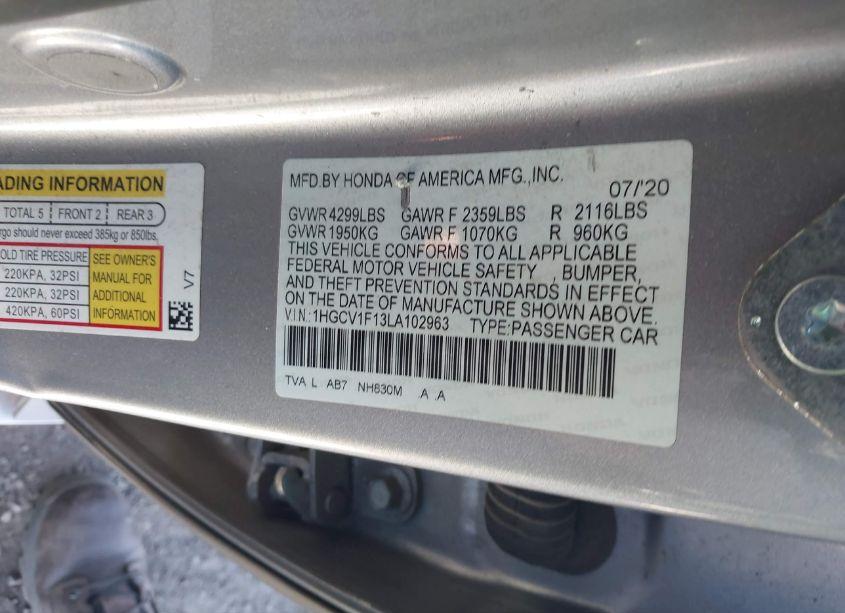 ADING INFORMATION
TOTAL 5 FRONT 2 REAR 3
rgo should never exceed 385kg or 850lbs.
OLD TIRE PRESSURE
220KPA, 32PSI
220KPA, 32PSI
420KPA, 60PSI
SEE OWNER'S
MANUAL FOR
ADDITIONAL
INFORMATION
V7
MFD.BY HONDA OF AMERICA MFG.,INC. 07/'20
GVWR 4299LBS GAWR F 2359LBS R 2116LBS
GVWR 1950KG GAWR F 1070KG R 960KG
THIS VEHICLE CONFORMS TO ALL APPLICABLE
FEDERAL MOTOR VEHICLE SAFETY , BUMPER,
AND THEFT PREVENTION STANDARDS IN EFFECT
ON THE DATE OF MANUFACTURE SHOWN ABOVE.
V.I.N.: 1HGCV1F13LA102963 TYPE:PASSENGER CAR
TVA L AB7 NH830M .A .A